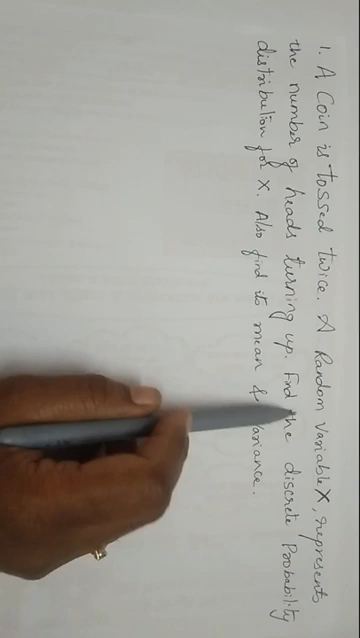 1. A Coin is tossed twice. A Random Variable X, represents
the number of heads turning up. Find the discrete Probability
distribution for X. Also find its mean & Variance.